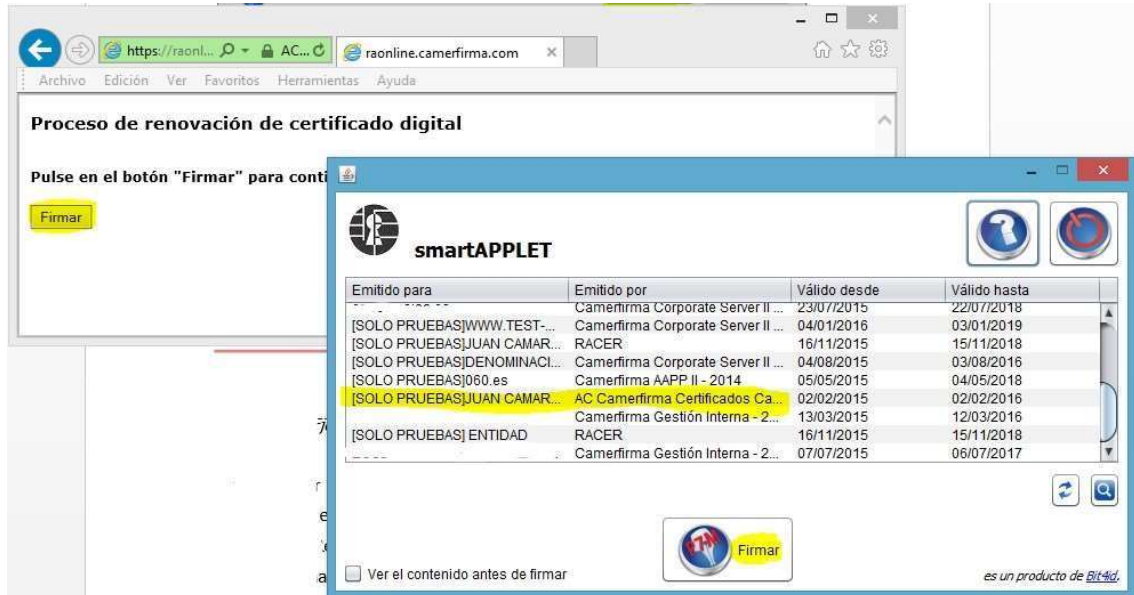 https://raonl...
AC...
raonline.camerfirma.com
Archivo Edición Ver Favoritos Herramientas Ayuda
Proceso de renovación de certificado digital
Pulse en el botón "Firmar" para conti
Firmar
smartAPPLET
Emitido para Emitido por Válido desde Válido hasta
Camerfirma Corporate Server II ... 23/07/2015 22/07/2018
[SOLO PRUEBAS]WWW.TEST-... Camerfirma Corporate Server II ... 04/01/2016 03/01/2019
[SOLO PRUEBAS]JUAN CAMAR... RACER 16/11/2015 15/11/2018
[SOLO PRUEBAS]DENOMINACI... Camerfirma Corporate Server II ... 04/08/2015 03/08/2016
[SOLO PRUEBAS]060.es Camerfirma AAPP II - 2014 05/05/2015 04/05/2018
[SOLO PRUEBAS]JUAN CAMAR... AC Camerfirma Certificados Ca... 02/02/2015 02/02/2016
Camerfirma Gestión Interna - 2... 13/03/2015 12/03/2016
[SOLO PRUEBAS] ENTIDAD RACER 16/11/2015 15/11/2018
Camerfirma Gestión Interna - 2... 07/07/2015 06/07/2017
P7-M
Firmar
Ver el contenido antes de firmar
es un producto de Bit4id.